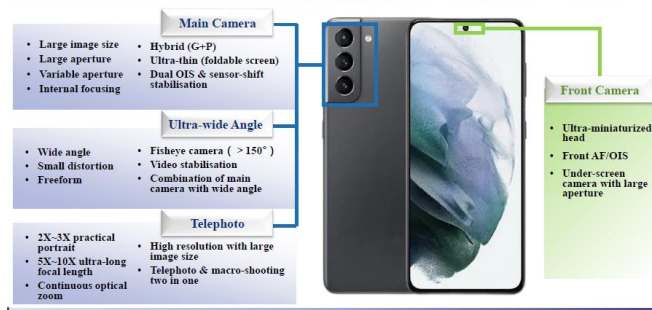 Main Camera
• Large image size
• Large aperture
• Variable aperture
• Internal focusing
• Hybrid (G+P)
• Ultra-thin (foldable screen)
• Dual OIS & sensor-shift
stabilisation
Ultra-wide Angle
• Wide angle
• Small distortion
• Freeform
• Fisheye camera ( >150° )
• Video stabilisation
• Combination of main
camera with wide angle
Telephoto
• 2X~3X practical
portrait
• 5X~10X ultra-long
focal length
• Continuous optical
zoom
• High resolution with large
image size
• Telephoto & macro-shooting
two in one
Front Camera
• Ultra-miniaturized
head
• Front AF/OIS
• Under-screen
camera with large
aperture